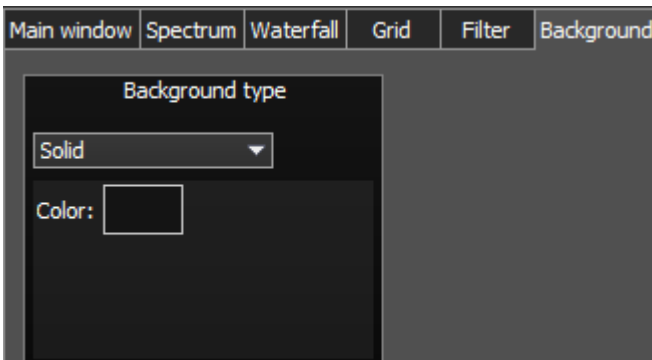 Main window Spectrum Waterfall Grid Filter Background
Background type
Solid
Color: